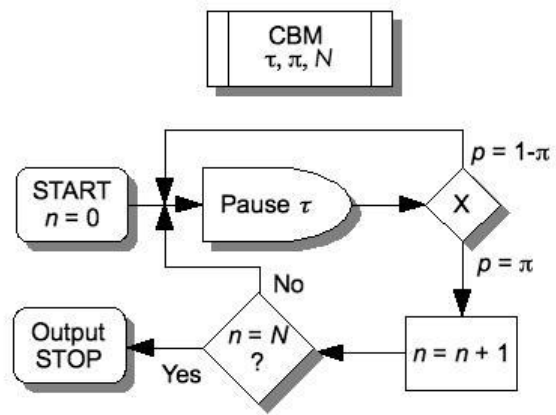 CBM
τ, π, N
p = 1-π
START
n = 0
Pause τ
X
p = π
No
Output
STOP
Yes
n = N
?
n = n + 1